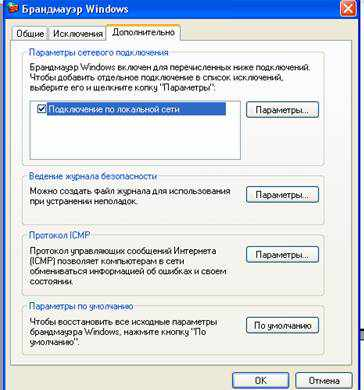 Брандмауэр Windows
Общие Исключения Дополнительно
Параметры сетевого подключения
Брандмауэр Windows включен для перечисленных ниже подключений.
Чтобы добавить отдельное подключение в список исключений,
выберите его и щелкните копку "Параметры":
Подключение по локальной сети
Параметры...
Ведение журнала безопасности
Можно создать файл журнала для использования
при устранении неполадок.
Параметры...
Протокол ICMP
Протокол управляющих сообщений Интернета
(ICMP) позволяет компьютерам в сети
обмениваться информацией об ошибках и своем
состоянии.
Параметры...
Параметры по умолчанию
Чтобы восстановить все исходные параметры
брандмауэра Windows, нажмите кнопку "По
умолчанию".
По умолчанию
ОК Отмена